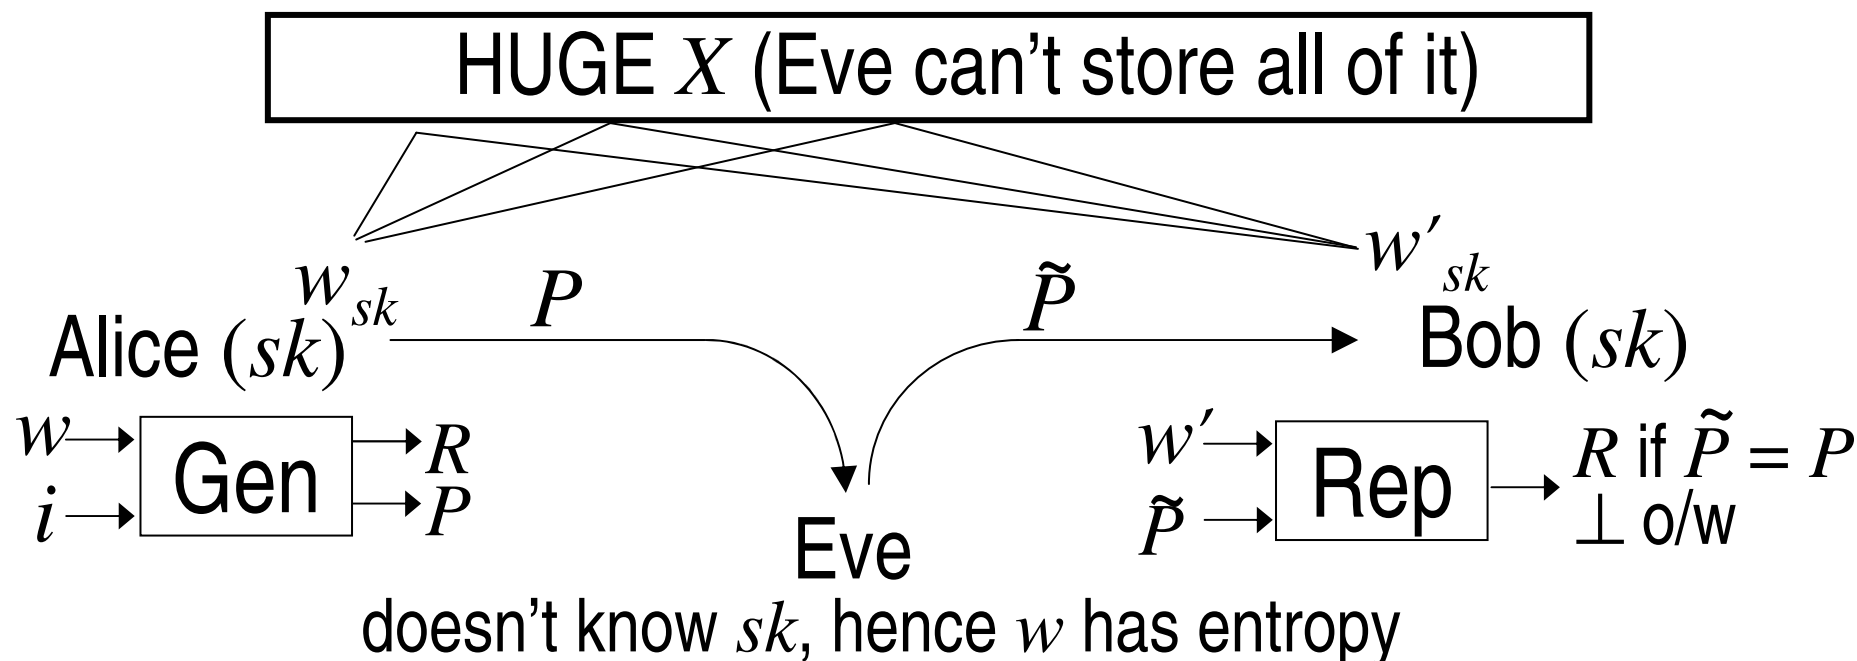 HUGE X (Eve can't store all of it)
w_sk P P̃ w'_sk
Alice (sk) Bob (sk)
w Gen R
i P
w' Rep R if P̃ = P
P̃ ⊥ o/w
Eve
doesn't know sk, hence w has entropy